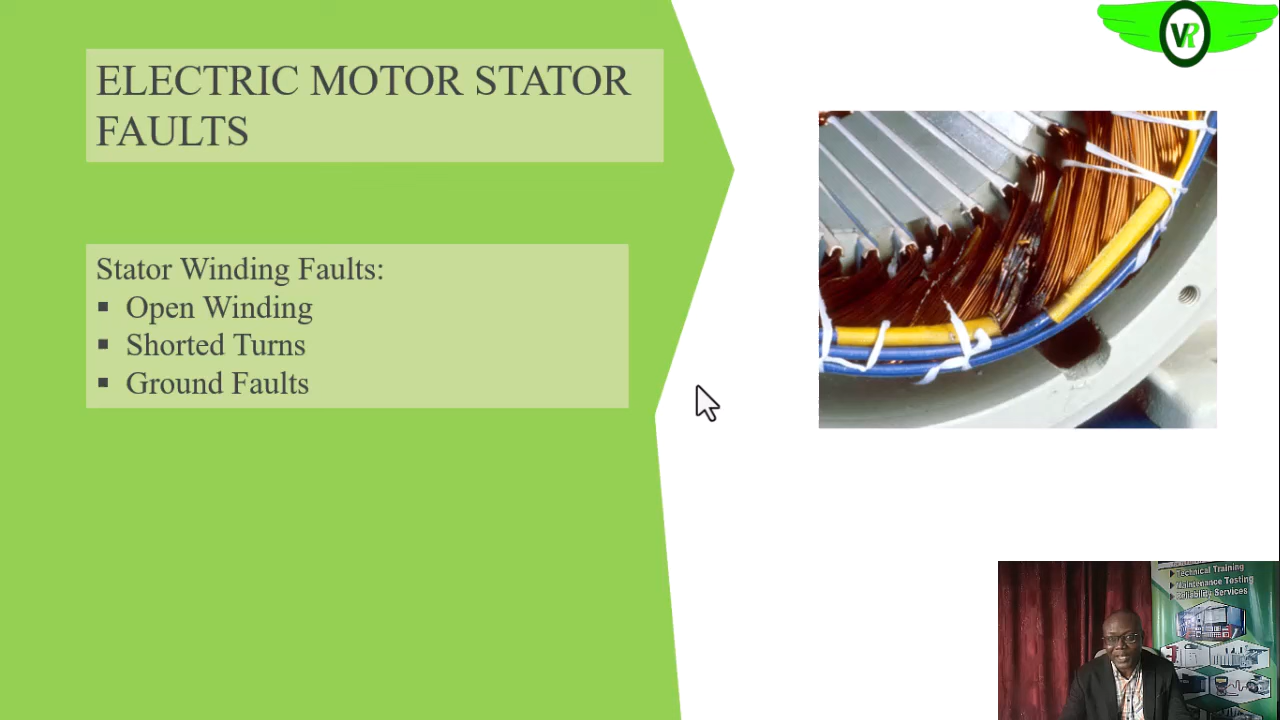 ELECTRIC MOTOR STATOR
FAULTS
Stator Winding Faults:
▪ Open Winding
▪ Shorted Turns
▪ Ground Faults
VR
Technical Training
Maintenance Testing
Reliability Services